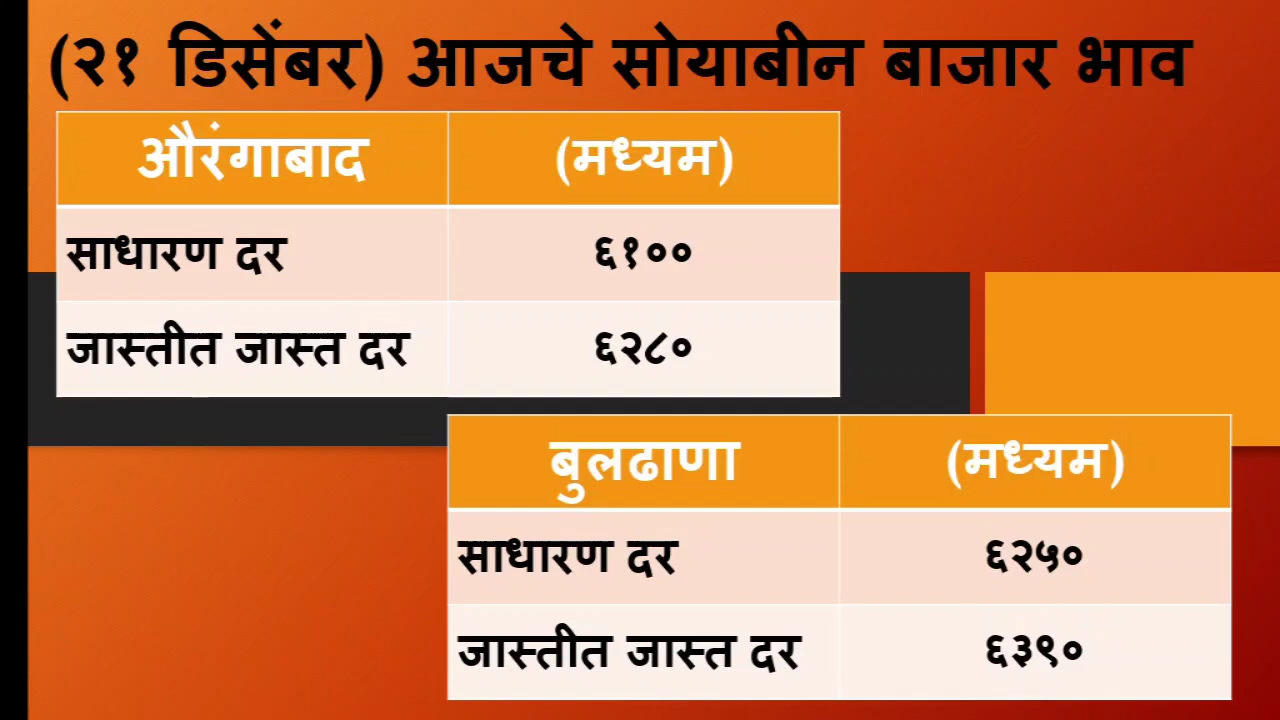 (२१ डिसेंबर) आजचे सोयाबीन बाजार भाव
औरंगाबाद (मध्यम)
साधारण दर ६१००
जास्तीत जास्त दर ६२८०
बुलढाणा (मध्यम)
साधारण दर ६२५०
जास्तीत जास्त दर ६३९०